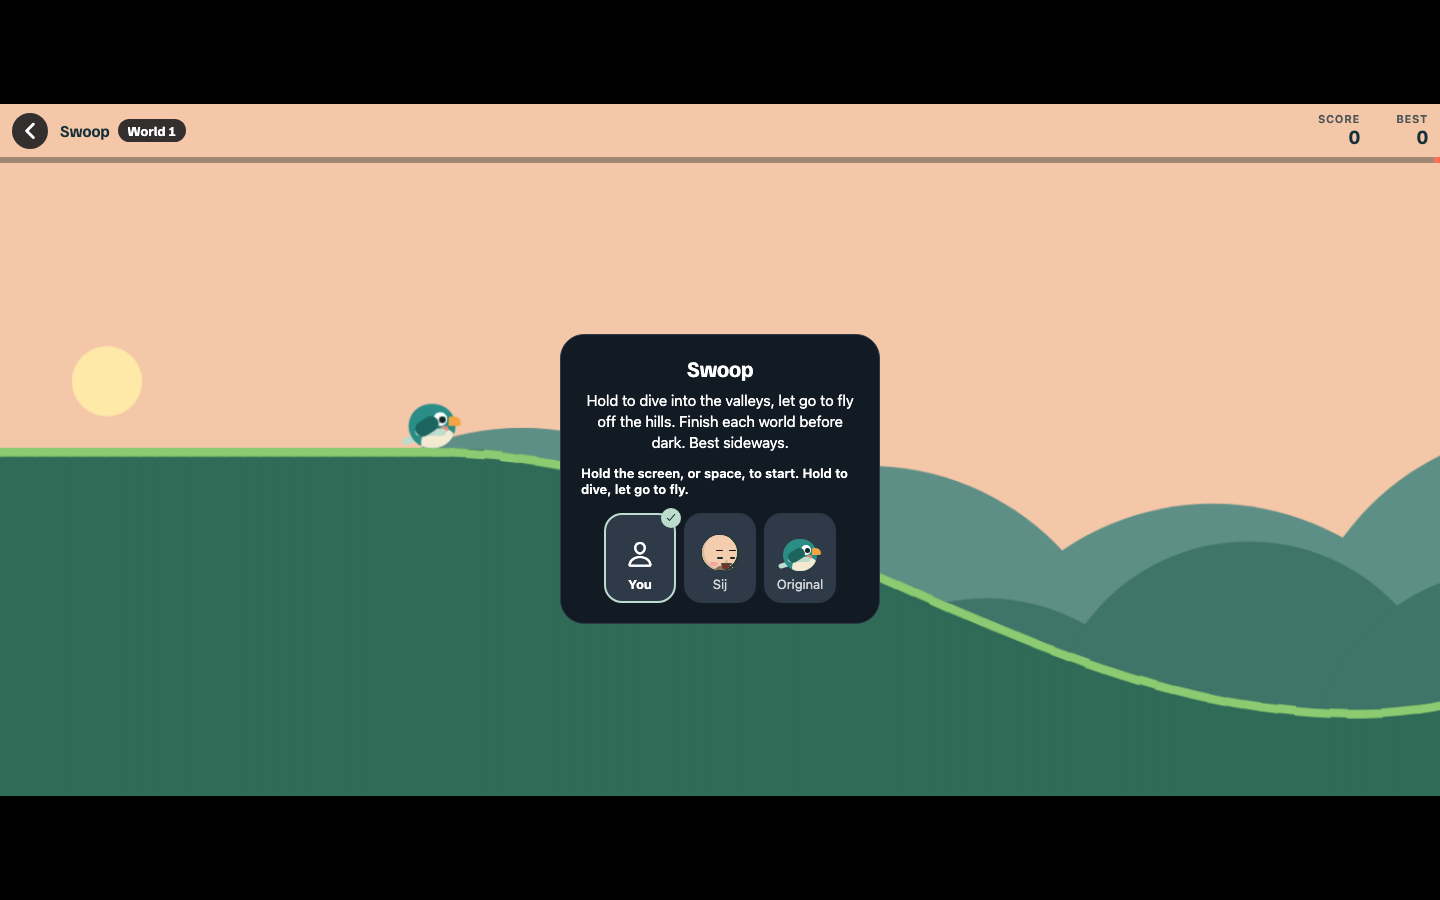 Swoop World 1
SCORE BEST
0 0
Swoop
Hold to dive into the valleys, let go to fly
off the hills. Finish each world before
dark. Best sideways.
Hold the screen, or space, to start. Hold to
dive, let go to fly.
You Sij Original